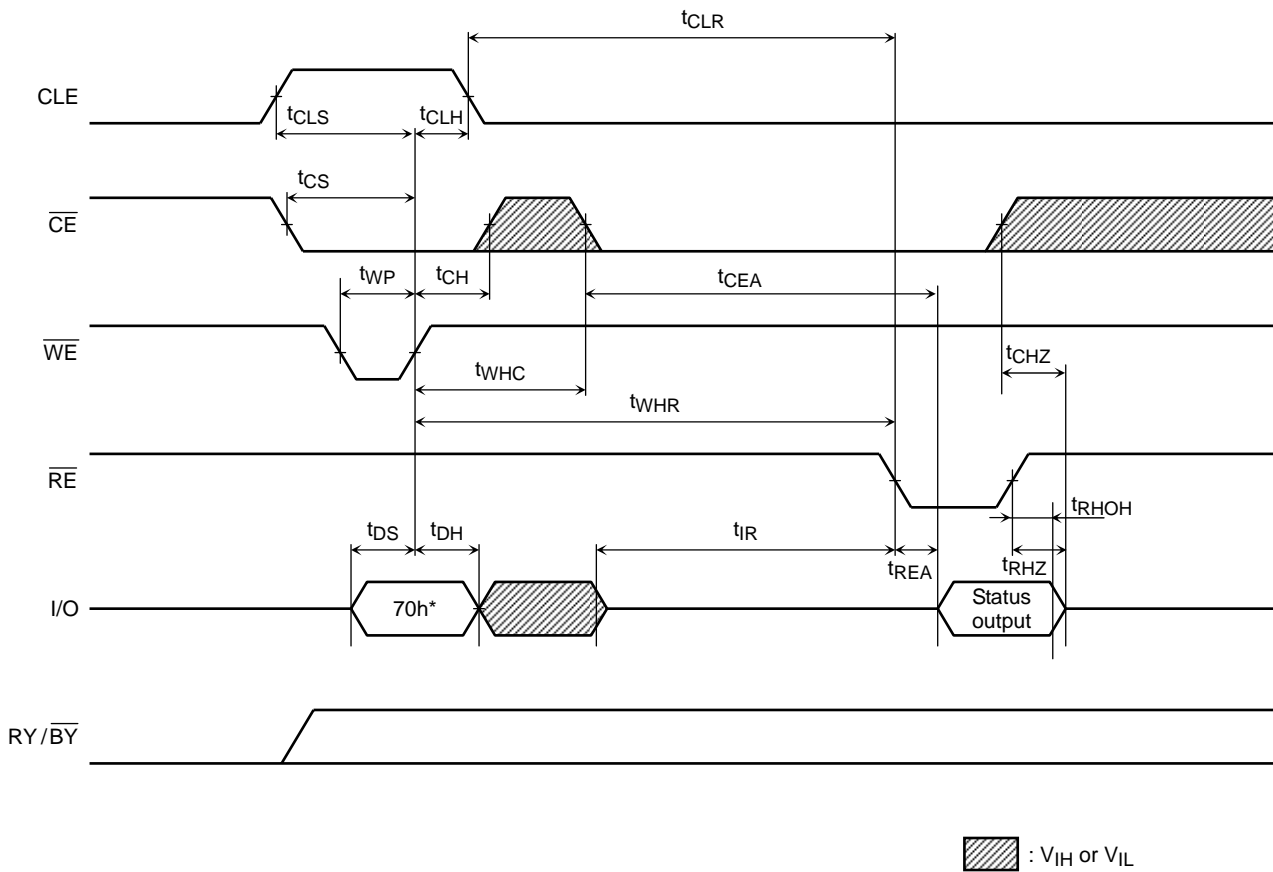 tCLR
CLE
tCLS
tCLH
tCS
CE
tWP
tCH
tCEA
WE
tCHZ
tWHC
tWHR
RE
tRHOH
tDS
tDH
tIR
tREA
tRHZ
I/O
70h*
Status
output
RY/BY
: VIH or VIL